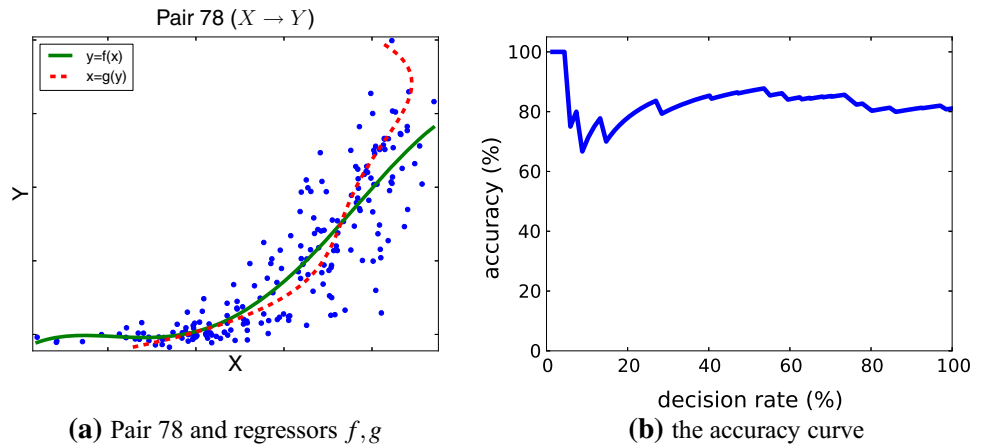 Pair 78 (X → Y)
y=f(x)
x=g(y)
Y
X
(a) Pair 78 and regressors f,g
100
80
60
40
20
0
accuracy (%)
0 20 40 60 80 100
decision rate (%)
(b) the accuracy curve